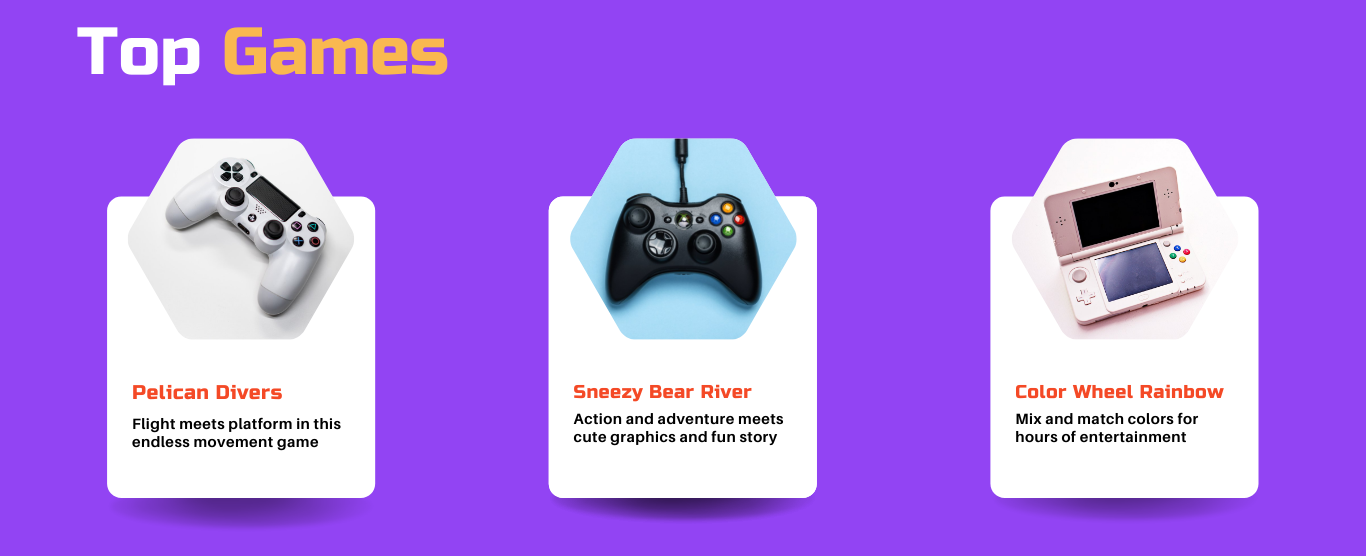 Top Games
Pelican Divers
Flight meets platform in this
endless movement game
Sneezy Bear River
Action and adventure meets
cute graphics and fun story
Color Wheel Rainbow
Mix and match colors for
hours of entertainment